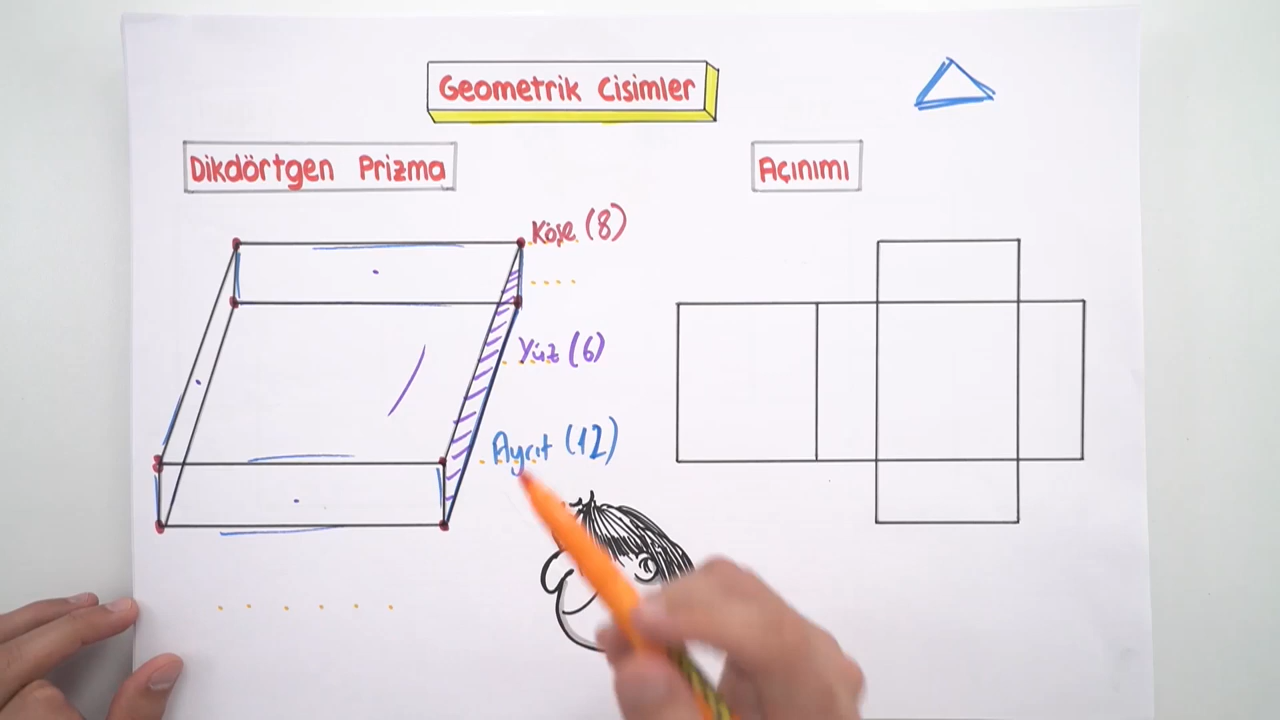 Geometrik Cisimler
Dikdörtgen Prizma
Açınımı
Köşe (8)
Yüz (6)
Ayrıt (12)